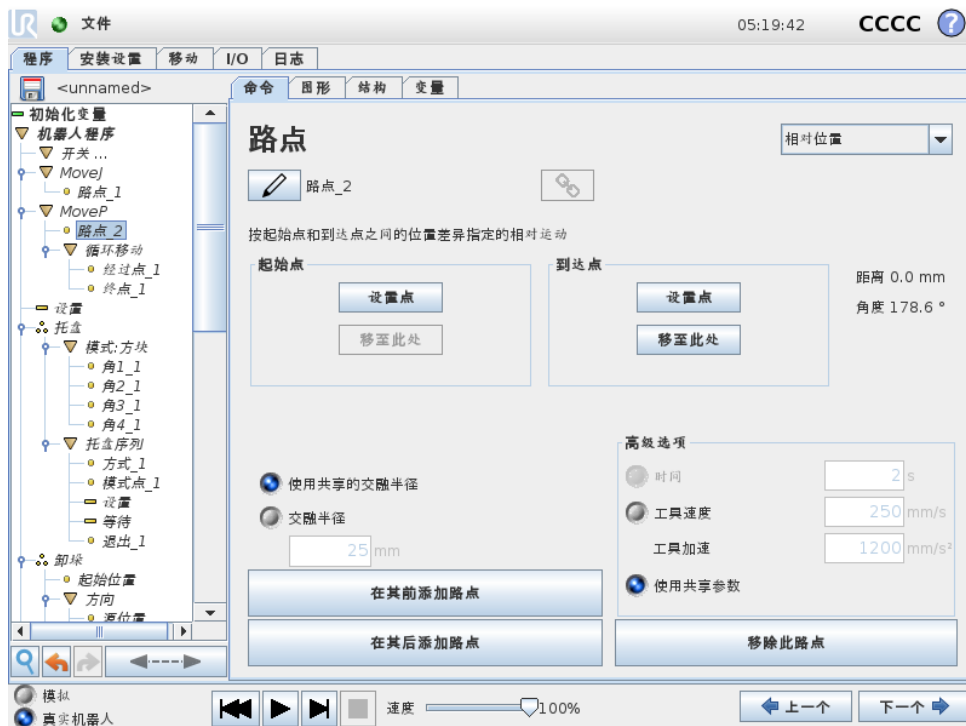 UR 文件 05:19:42 CCCC ?
程序 安装设置 移动 I/O 日志
<unnamed>
命令 图形 结构 变量
初始化变量
机器人程序
开关 ...
MoveJ
路点_1
MoveP
路点_2
循环移动
经过点_1
终点_1
设置
托盘
模式:方块
角1_1
角2_1
角3_1
角4_1
托盘序列
方式_1
模式点_1
设置
等待
退出_1
卸垛
起始位置
方向
源位置
路点
相对位置
路点_2
按起始点和到达点之间的位置差异指定的相对运动
起始点
设置点
移至此处
到达点
设置点
移至此处
距离 0.0 mm
角度 178.6 °
使用共享的交融半径
交融半径
25 mm
高级选项
时间 2 s
工具速度 250 mm/s
工具加速 1200 mm/s²
使用共享参数
在其前添加路点
在其后添加路点
移除此路点
模拟
真实机器人
速度 100%
上一个
下一个